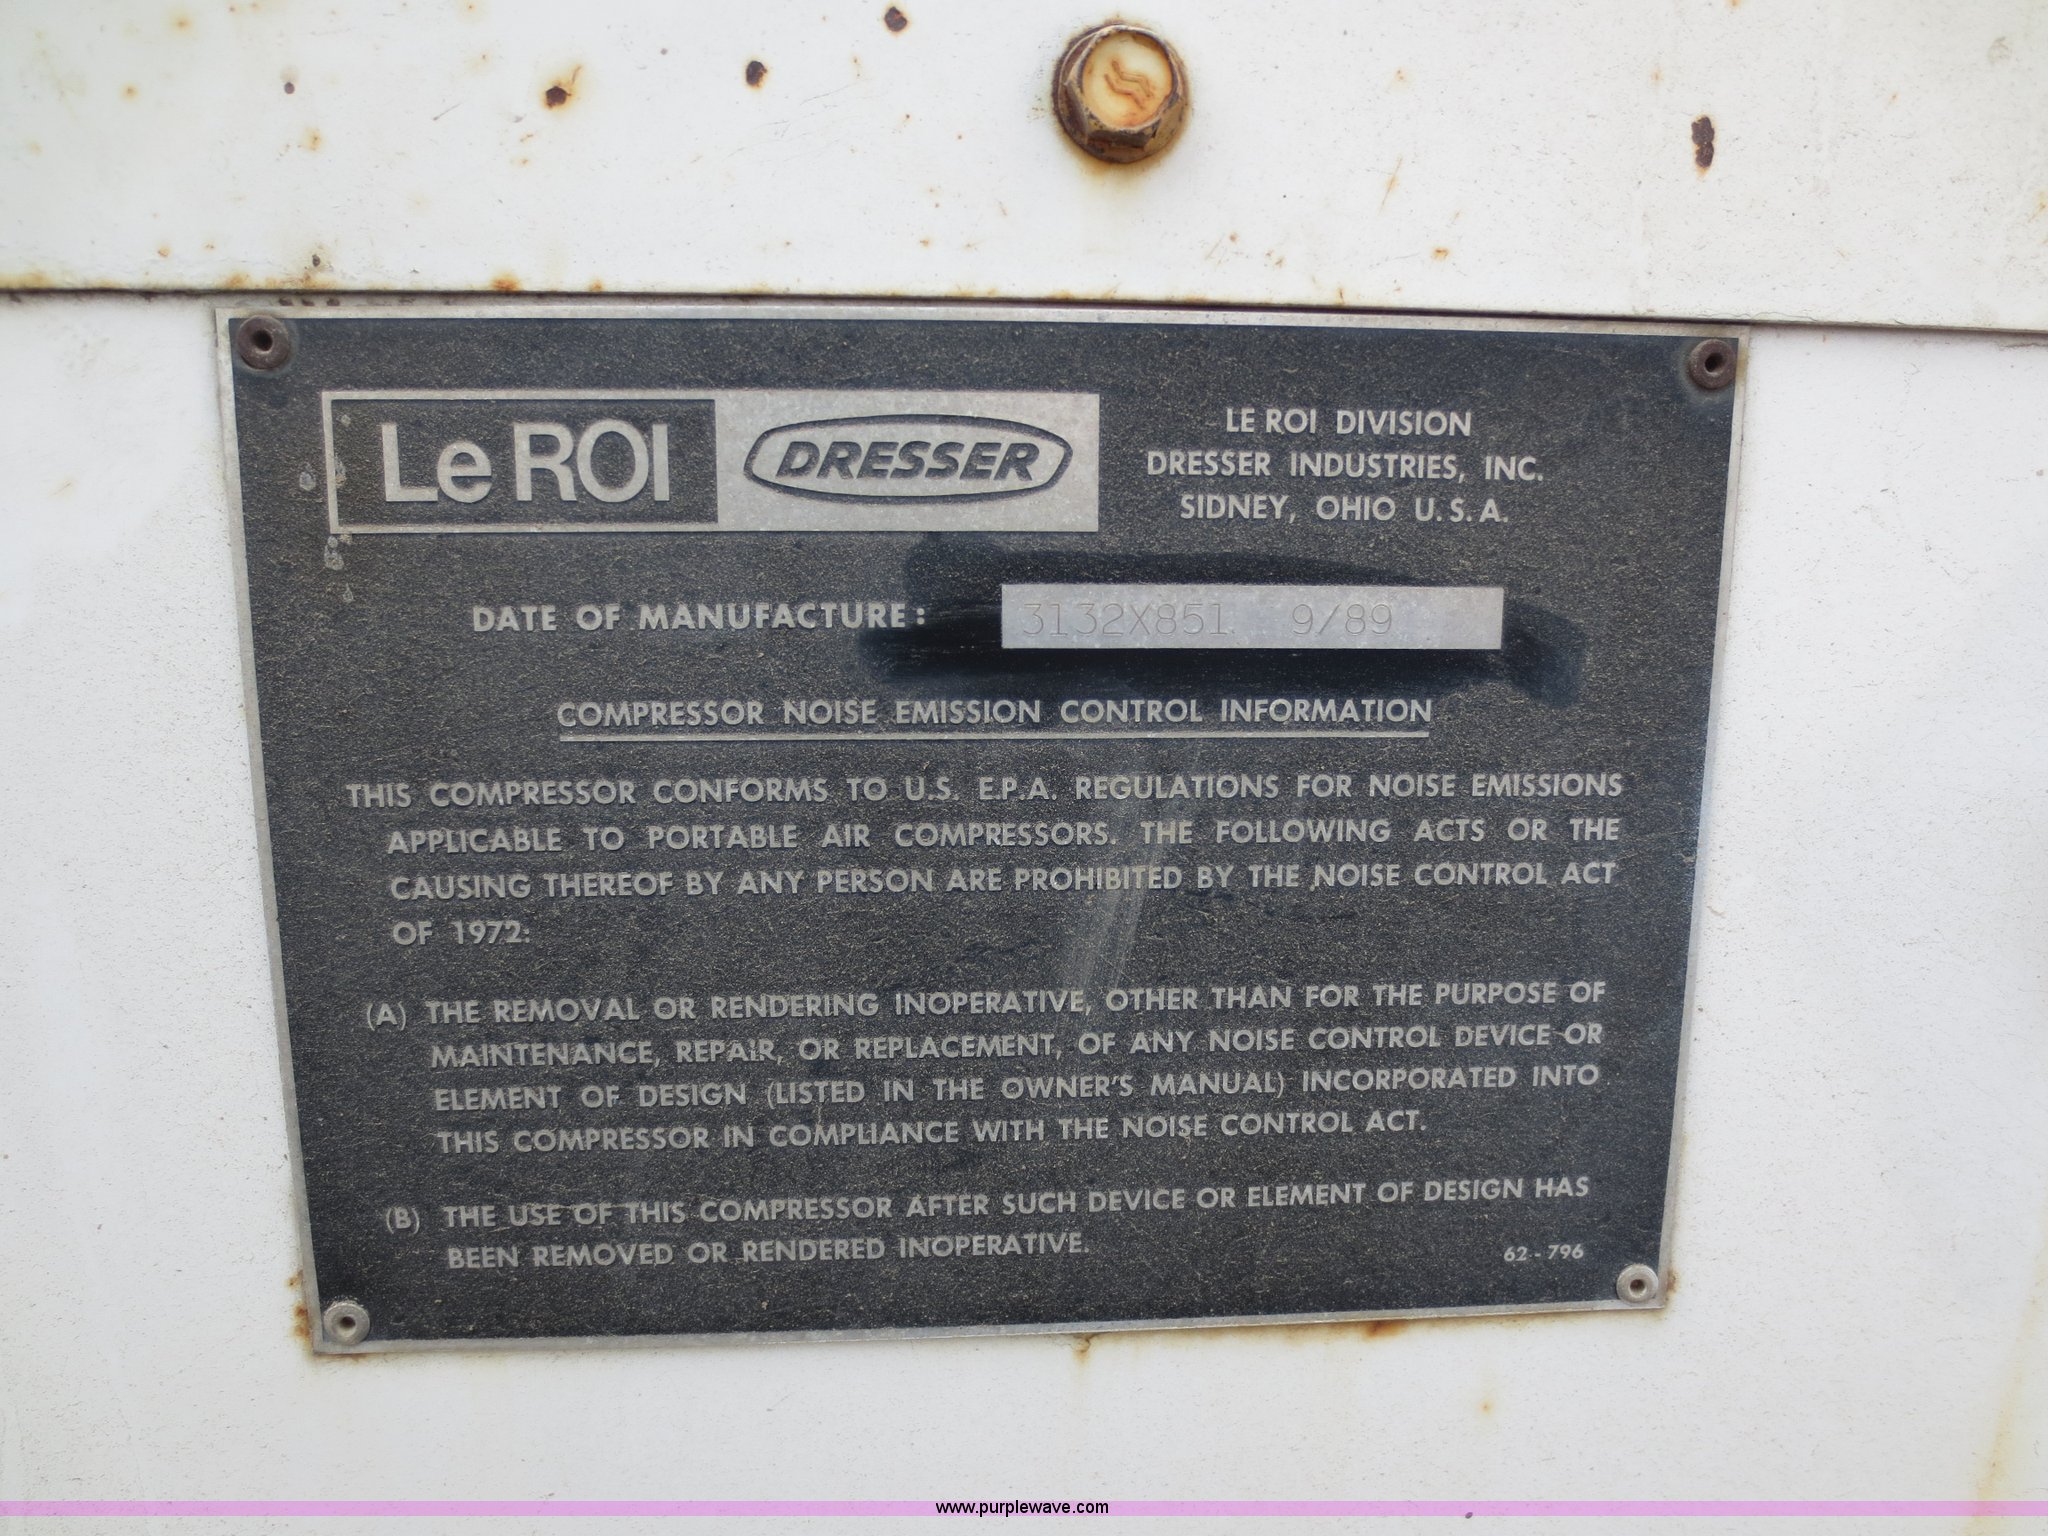 Le ROI DRESSER
LE ROI DIVISION
DRESSER INDUSTRIES, INC.
SIDNEY, OHIO U.S.A.
DATE OF MANUFACTURE: 3132X851 9/89
COMPRESSOR NOISE EMISSION CONTROL INFORMATION
THIS COMPRESSOR CONFORMS TO U.S. E.P.A. REGULATIONS FOR NOISE EMISSIONS
APPLICABLE TO PORTABLE AIR COMPRESSORS. THE FOLLOWING ACTS OR THE
CAUSING THEREOF BY ANY PERSON ARE PROHIBITED BY THE NOISE CONTROL ACT
OF 1972:
(A) THE REMOVAL OR RENDERING INOPERATIVE, OTHER THAN FOR THE PURPOSE OF
MAINTENANCE, REPAIR, OR REPLACEMENT, OF ANY NOISE CONTROL DEVICE OR
ELEMENT OF DESIGN (LISTED IN THE OWNER'S MANUAL) INCORPORATED INTO
THIS COMPRESSOR IN COMPLIANCE WITH THE NOISE CONTROL ACT.
(B) THE USE OF THIS COMPRESSOR AFTER SUCH DEVICE OR ELEMENT OF DESIGN HAS
BEEN REMOVED OR RENDERED INOPERATIVE.
62-796
www.purplewave.com